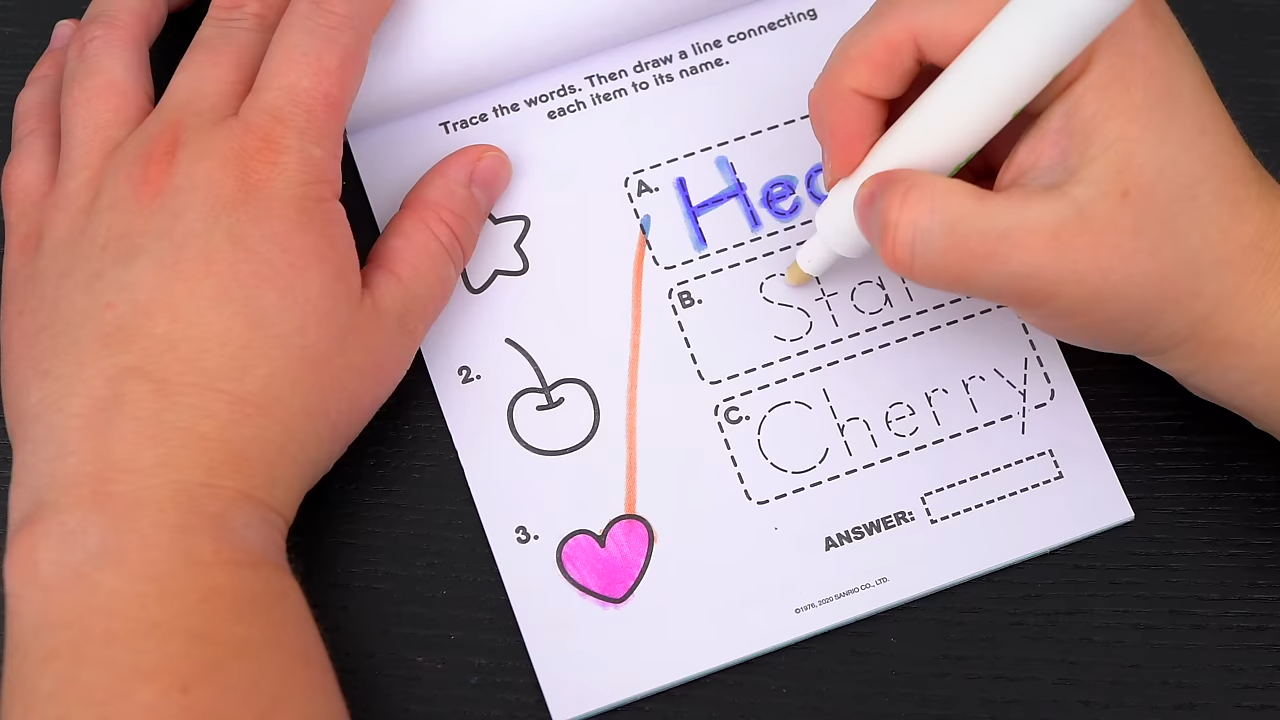 Trace the words. Then draw a line connecting
each item to its name.
A.
B. Star
2.
C. Cherry
3.
ANSWER:
©1976, 2020 SANRIO CO., LTD.